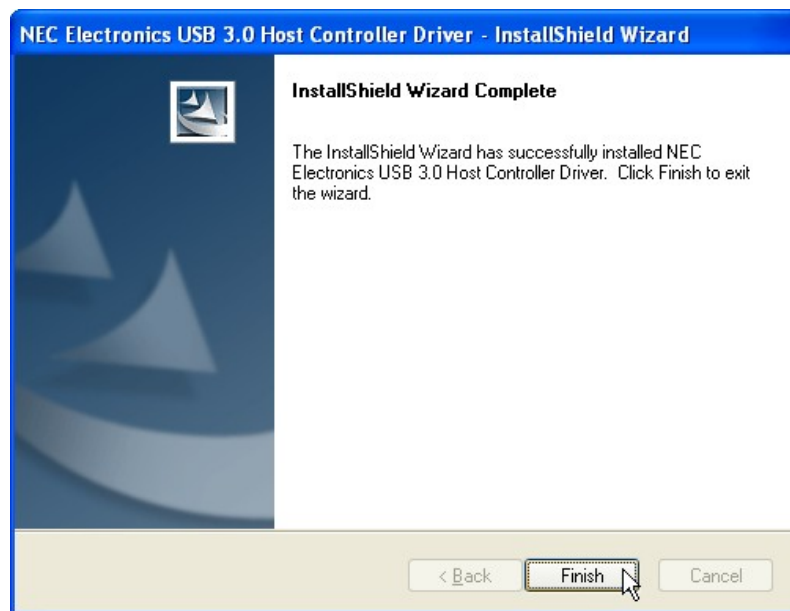 NEC Electronics USB 3.0 Host Controller Driver - InstallShield Wizard
InstallShield Wizard Complete
The InstallShield Wizard has successfully installed NEC
Electronics USB 3.0 Host Controller Driver. Click Finish to exit
the wizard.
< Back Finish Cancel